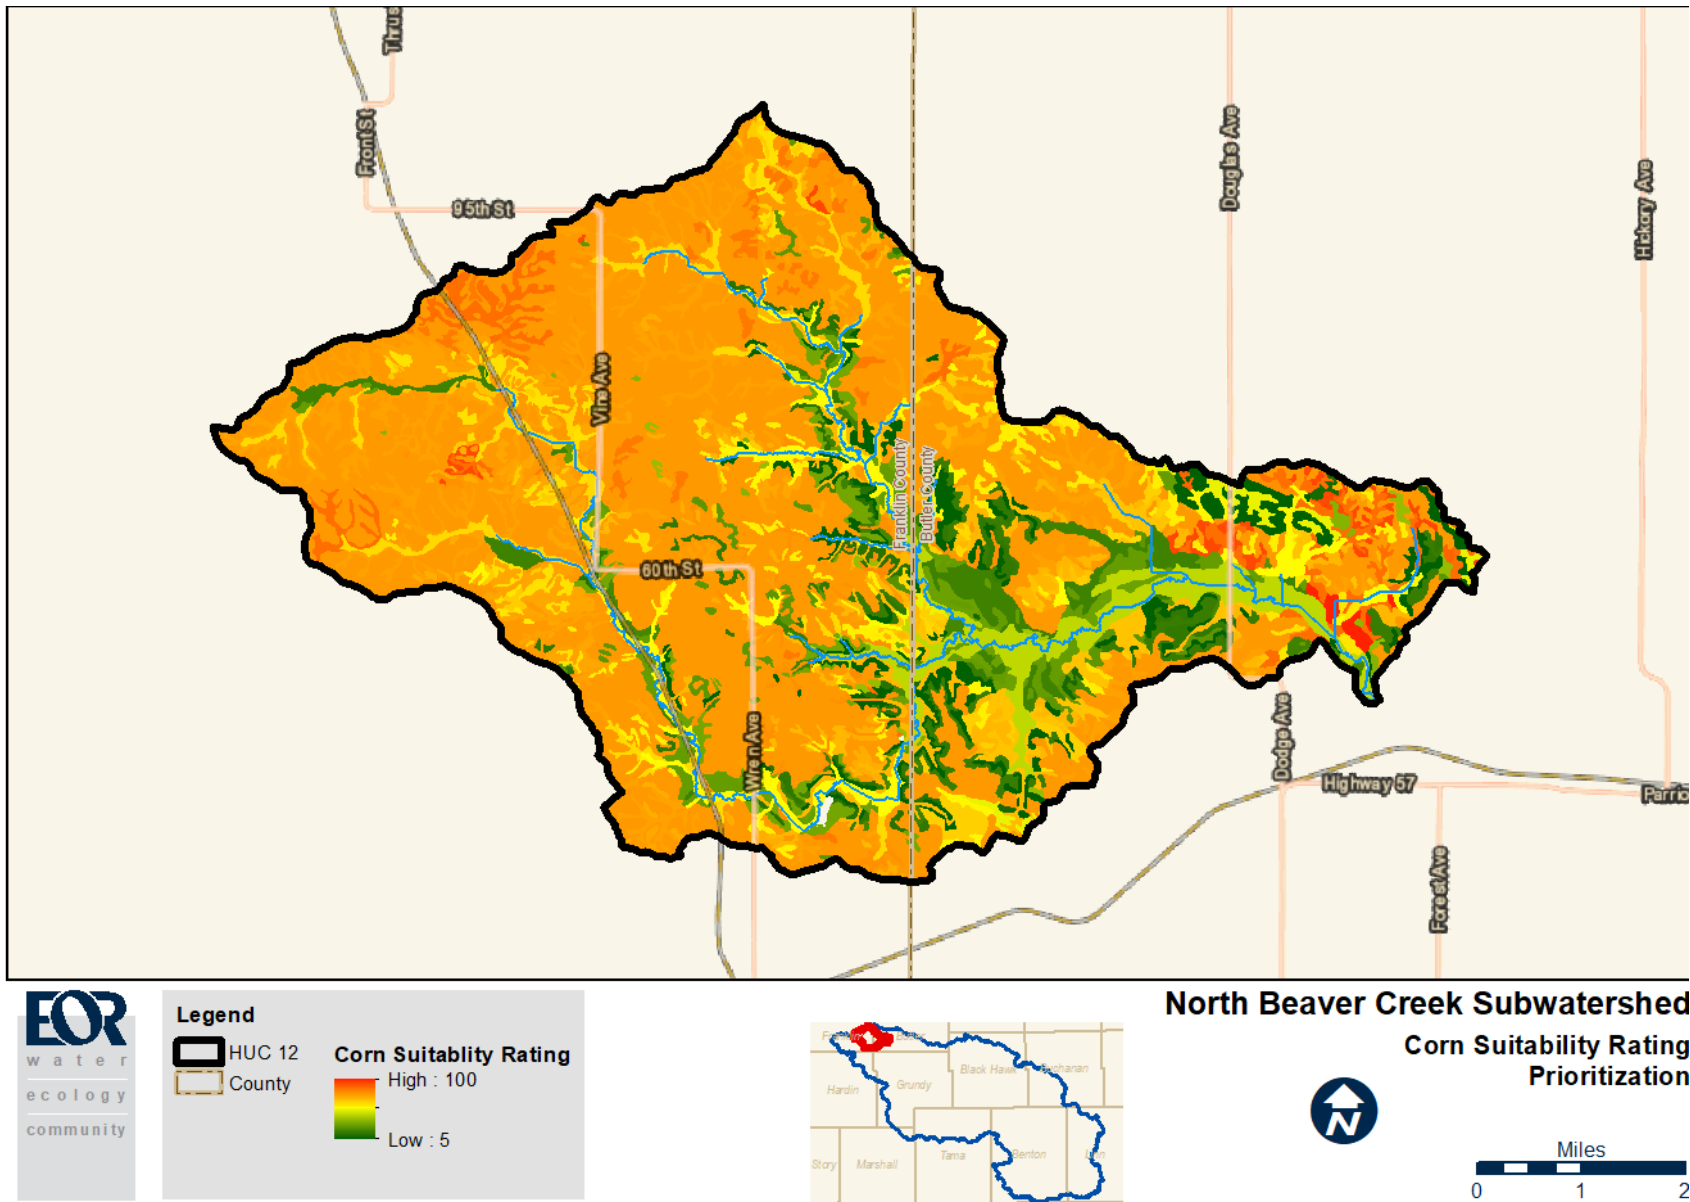 Thrus
Front St
95th St
Vine Ave
60th St
Wren Ave
Franklin County
Butler County
Douglas Ave
Hickory Ave
Dodge Ave
Highway 57
Forest Ave
Parrio
EOR
water
ecology
community
Legend
HUC 12
County
Corn Suitablity Rating
High : 100
Low : 5
Black Hawk
Hardin
Grundy
Story
Marshall
Tama
Benton
North Beaver Creek Subwatershed
Corn Suitability Rating
Prioritization
N
Miles
0 1 2